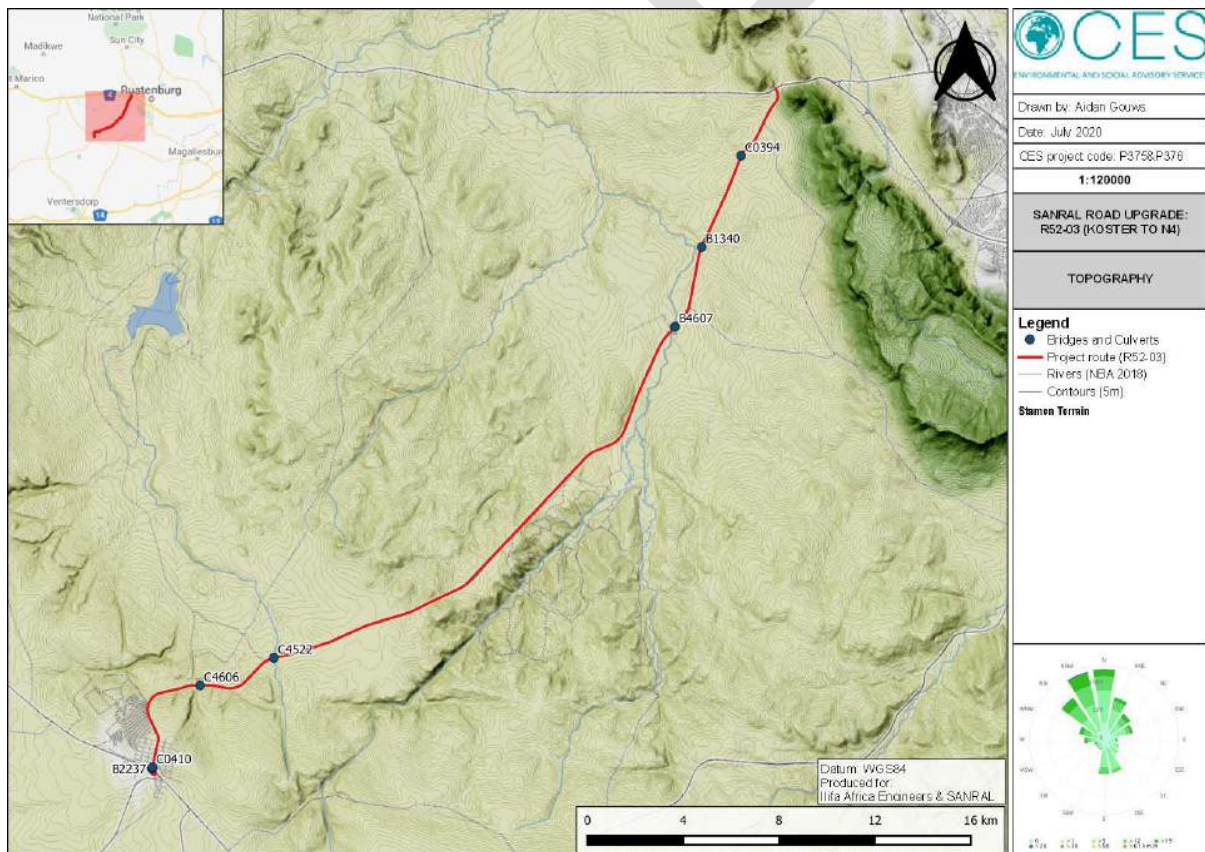 National Park
Madikwe
Sun City
t Marico
4
Rustenburg
Magaliesburg
Ventersdorp
14
C0394
B1340
B4607
C4522
C4606
C0410
B2237
Datum: WGS84
Produced for:
Ilifa Africa Engineers & SANRAL
0 4 8 12 16 km
CES
ENVIRONMENTAL AND SOCIAL ADVISORY SERVICES
Drawn by: Aidan Gouws
Date: July 2020
CES project code: P3758.P376
1:120000
SANRAL ROAD UPGRADE:
R52-03 (KOSTER TO N4)
TOPOGRAPHY
Legend
Bridges and Culverts
Project route (R52-03)
Rivers (NBA 2018)
Contours (5m)
Stamen Terrain